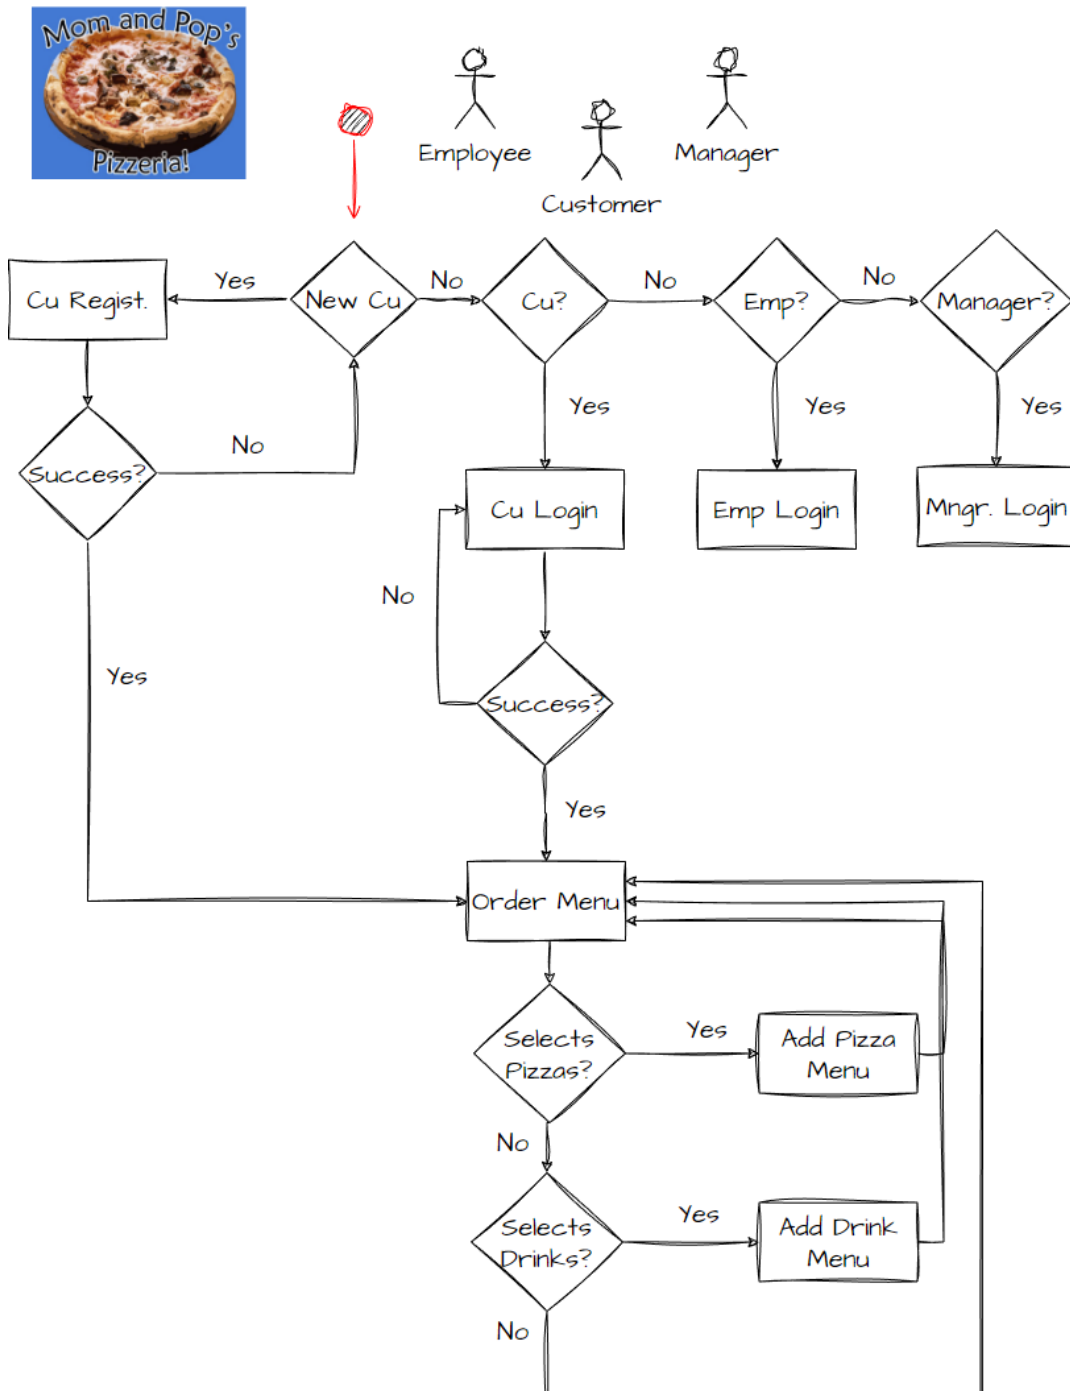 Mom and Pop's
Pizzeria!
Employee
Customer
Manager
Cu Regist.
Yes
New Cu
No
Cu?
No
Emp?
No
Manager?
Success?
No
Yes
Yes
Yes
Cu Login
Emp Login
Mngr. Login
No
Yes
Success?
Yes
Order Menu
Selects
Pizzas?
Yes
Add Pizza
Menu
No
Selects
Drinks?
Yes
Add Drink
Menu
No